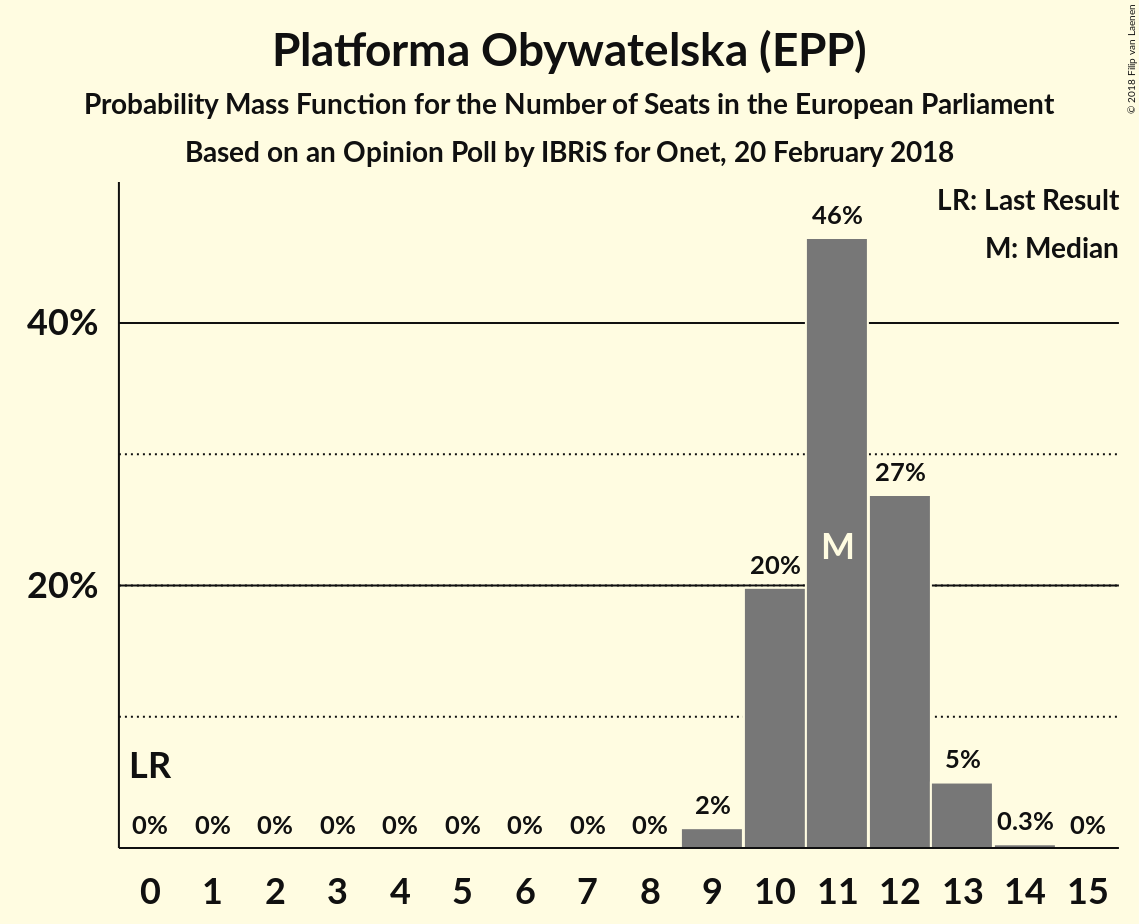 Platforma Obywatelska (EPP)
Probability Mass Function for the Number of Seats in the European Parliament
Based on an Opinion Poll by IBRiS for Onet, 20 February 2018
© 2018 Filip van Laenen
LR: Last Result
M: Median
46%
40%
27%
M
20%
20%
LR
5%
2%
0% 0% 0% 0% 0% 0% 0% 0% 0% 0.3% 0%
0 1 2 3 4 5 6 7 8 9 10 11 12 13 14 15